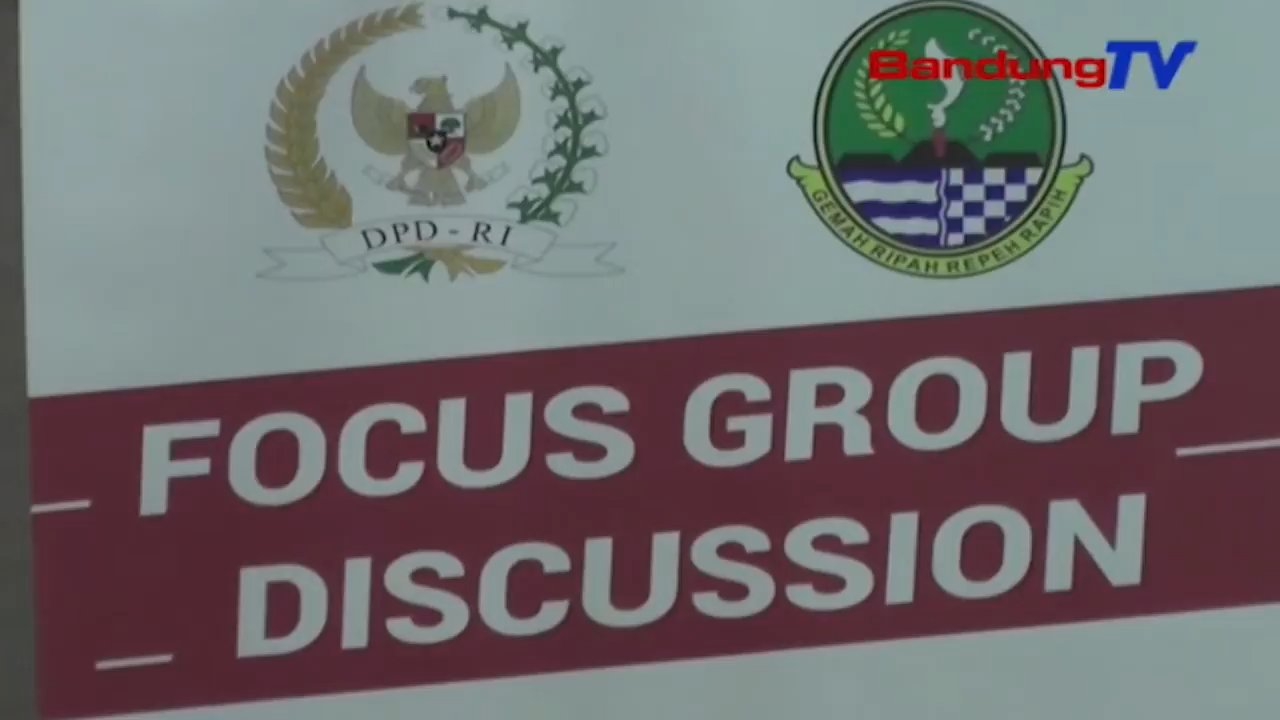 BandungTV
DPD-RI
GEMAH RIPAH REPEH RAPIH
FOCUS GROUP
DISCUSSION